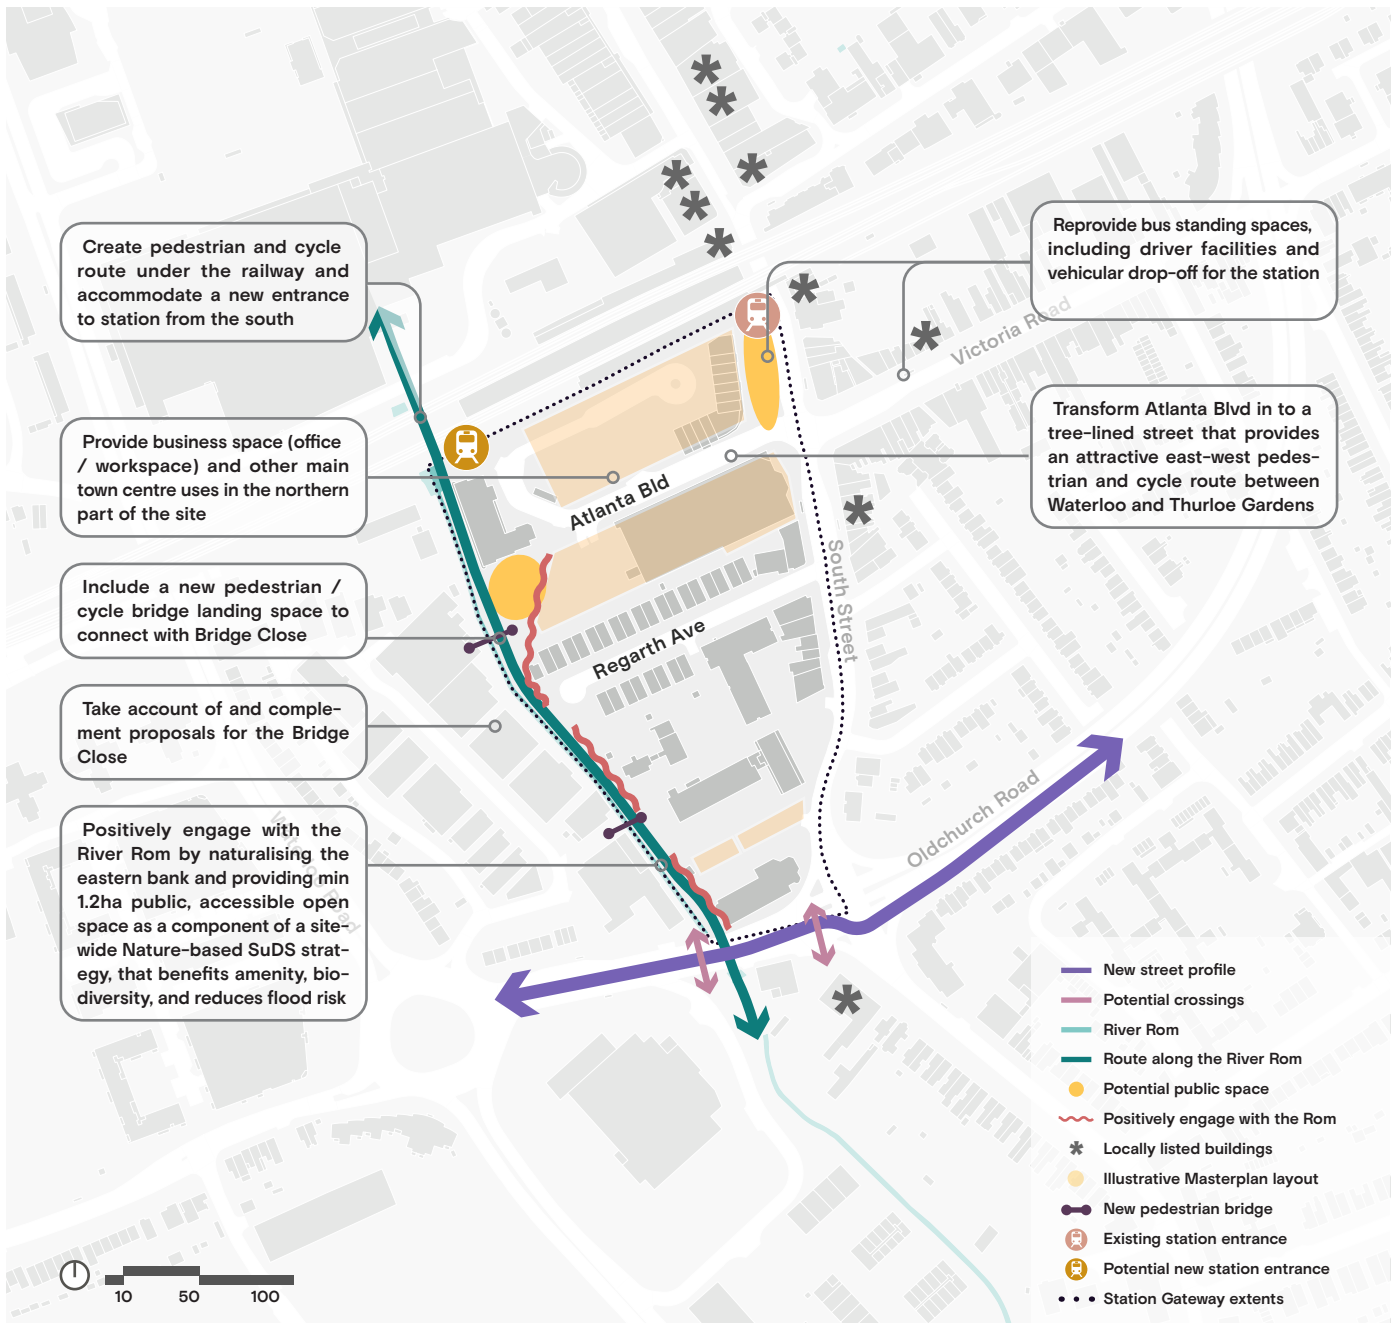 Create pedestrian and cycle
route under the railway and
accommodate a new entrance
to station from the south
Provide business space (office
/ workspace) and other main
town centre uses in the northern
part of the site
Include a new pedestrian /
cycle bridge landing space to
connect with Bridge Close
Take account of and comple-
ment proposals for the Bridge
Close
Positively engage with the
River Rom by naturalising the
eastern bank and providing min
1.2ha public, accessible open
space as a component of a site-
wide Nature-based SuDS strat-
egy, that benefits amenity, bio-
diversity, and reduces flood risk
Reprovide bus standing spaces,
including driver facilities and
vehicular drop-off for the station
Transform Atlanta Blvd in to a
tree-lined street that provides
an attractive east-west pedes-
trian and cycle route between
Waterloo and Thurloe Gardens
Victoria Road
Atlanta Bld
South Street
Regarth Ave
Oldchurch Road
Waterloo Road
New street profile
Potential crossings
River Rom
Route along the River Rom
Potential public space
Positively engage with the Rom
Locally listed buildings
Illustrative Masterplan layout
New pedestrian bridge
Existing station entrance
Potential new station entrance
Station Gateway extents
10 50 100